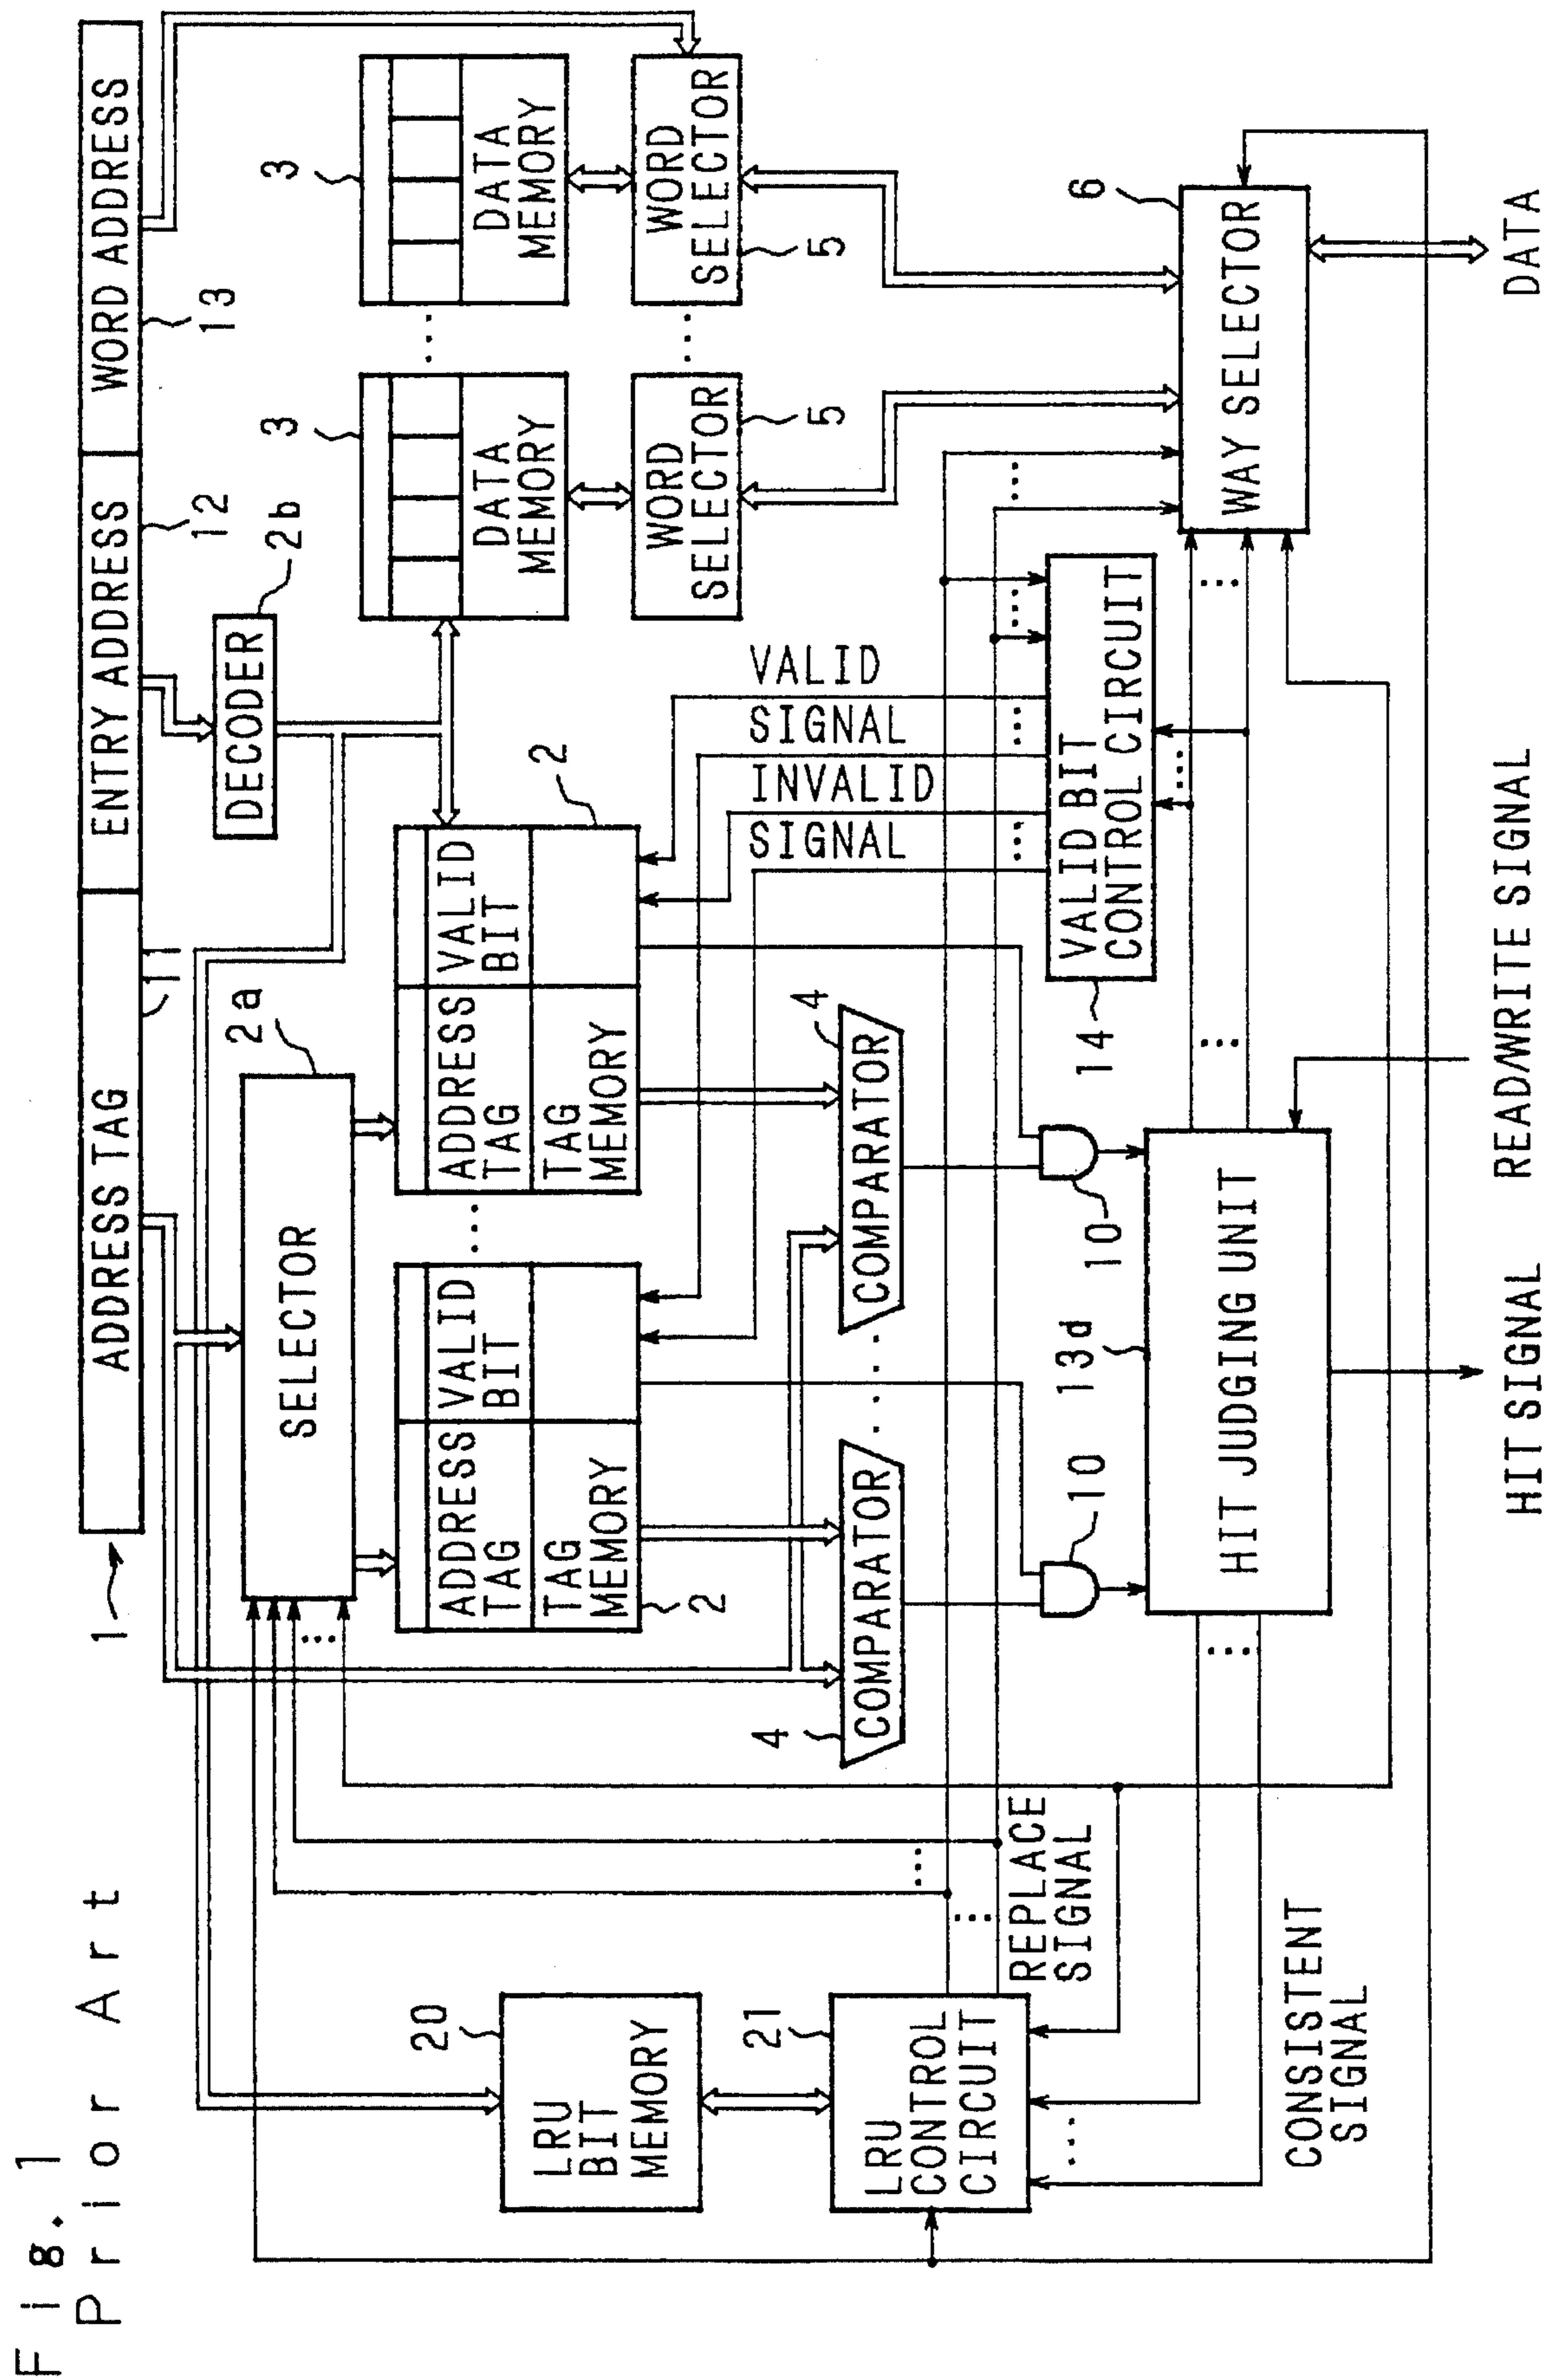 Fig. 1
Prior Art
1
ADDRESS TAG
ENTRY ADDRESS
WORD ADDRESS
11
12
13
2a
SELECTOR
DECODER
2b
LRU
BIT
MEMORY
20
ADDRESS
TAG
VALID
BIT
TAG
MEMORY
2
ADDRESS
TAG
VALID
BIT
TAG
MEMORY
2
3
DATA
MEMORY
3
DATA
MEMORY
WORD
SELECTOR
5
WORD
SELECTOR
5
LRU
CONTROL
CIRCUIT
21
REPLACE
SIGNAL
4
COMPARATOR
COMPARATOR
4
VALID
SIGNAL
INVALID
SIGNAL
10
10
14
VALID BIT
CONTROL CIRCUIT
6
WAY SELECTOR
13d
HIT JUDGING UNIT
CONSISTENT
SIGNAL
HIT SIGNAL
READ/WRITE SIGNAL
DATA